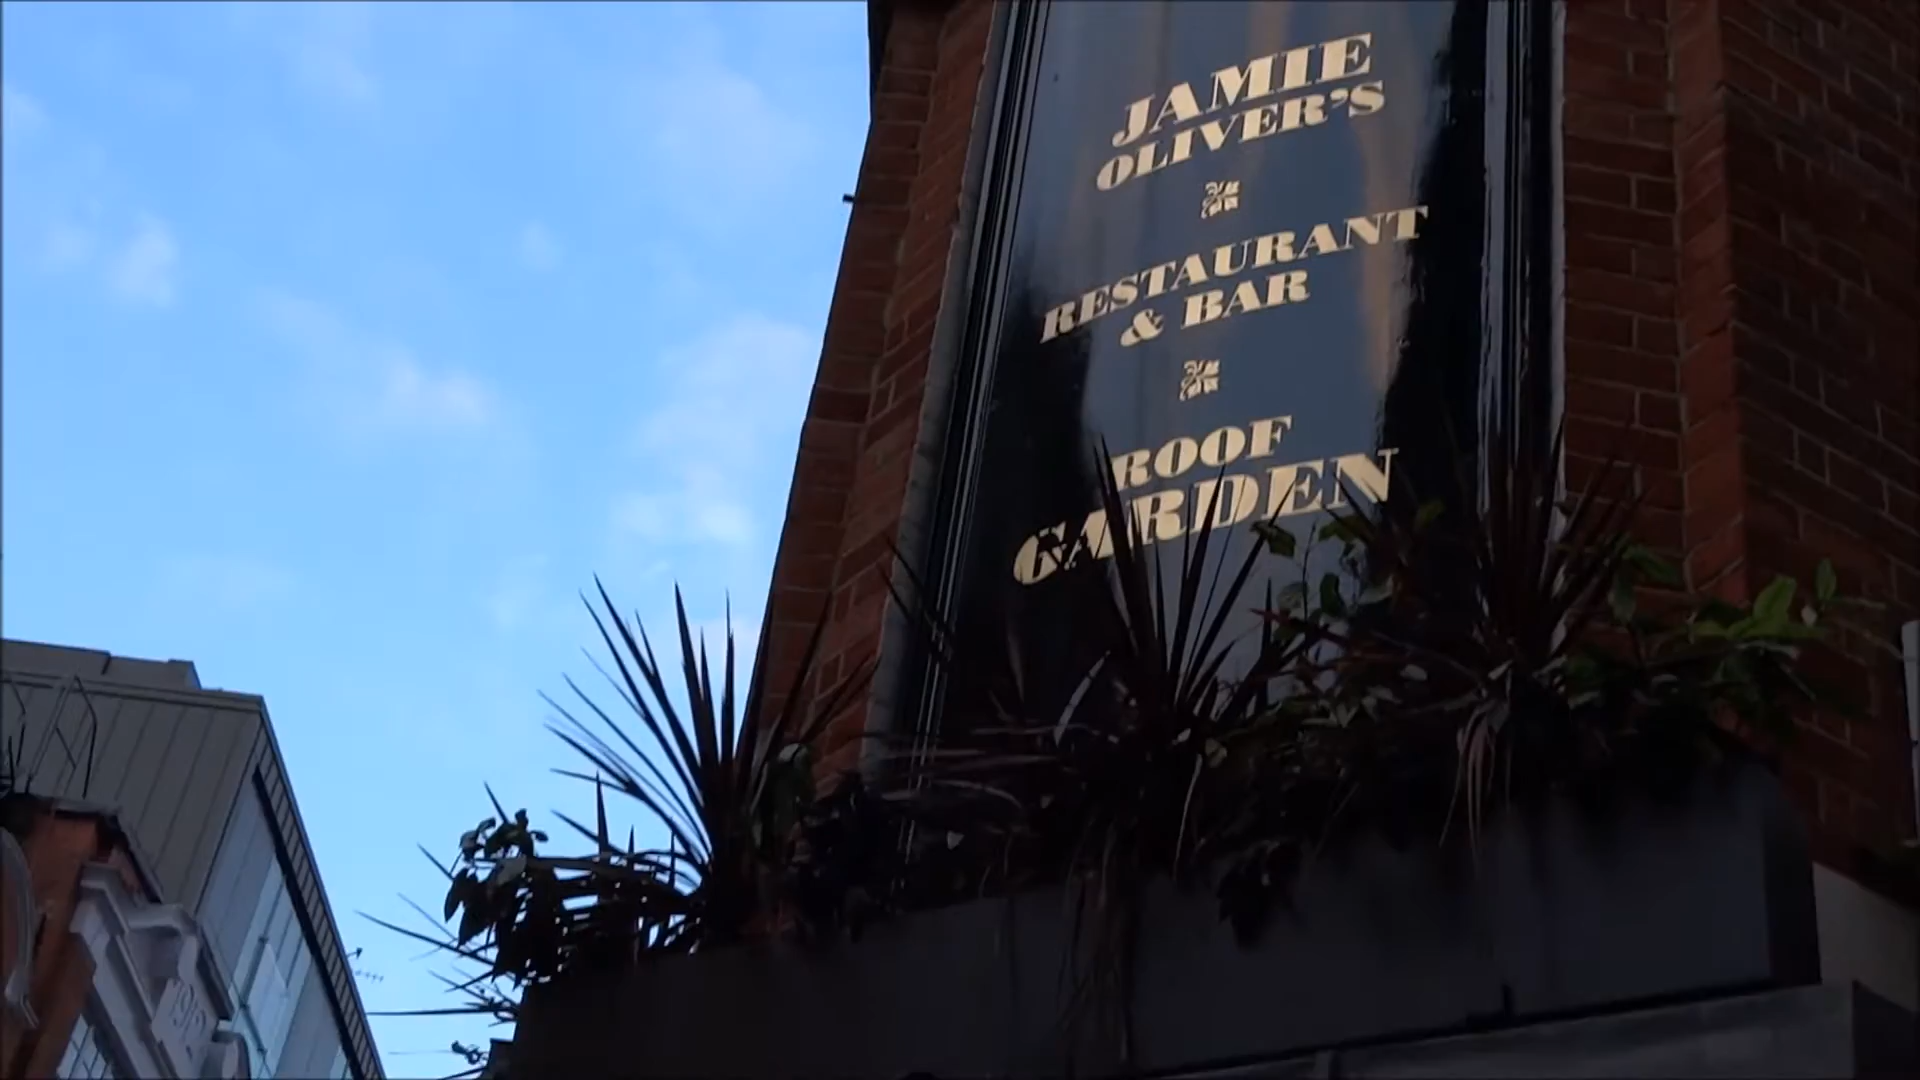 JAMIE
OLIVER'S
RESTAURANT
& BAR
ROOF
GARDEN